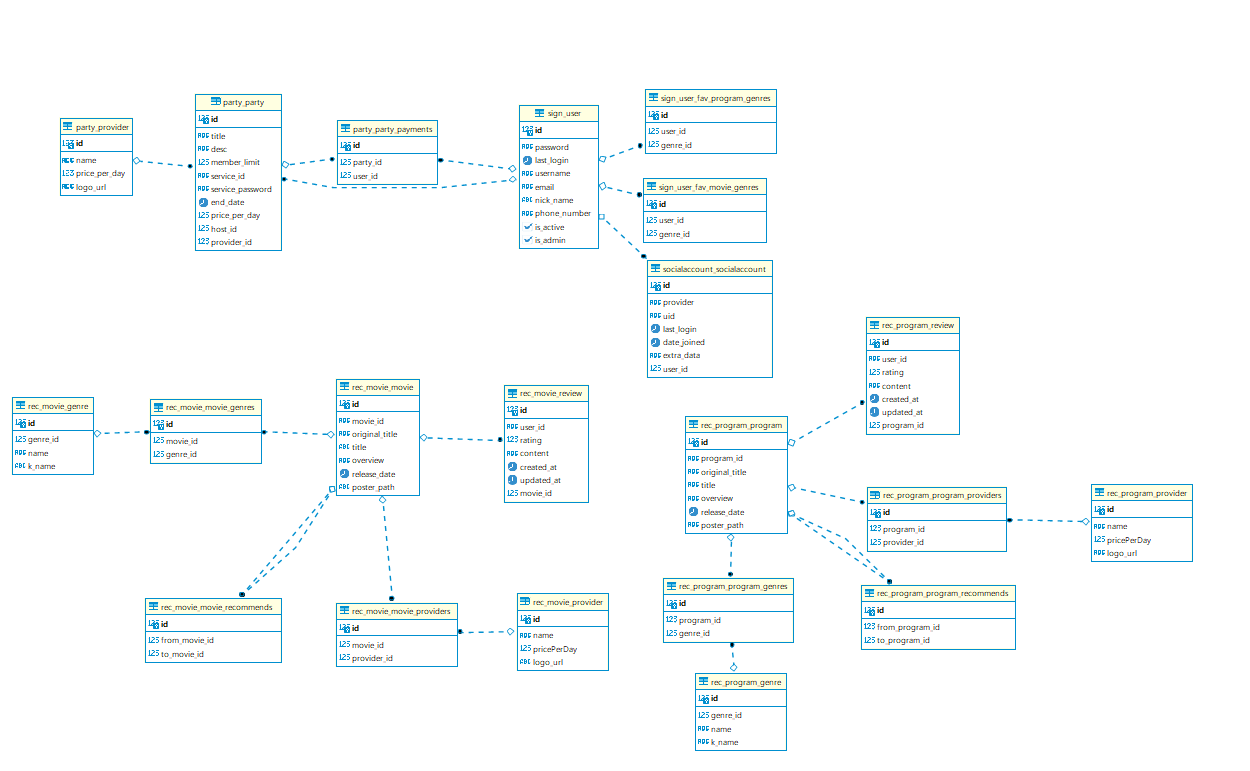 party_provider
id
name
price_per_day
logo_url
party_party
id
title
desc
member_limit
service_id
service_password
end_date
price_per_day
host_id
provider_id
party_party_payments
id
party_id
user_id
sign_user
id
password
last_login
username
email
nick_name
phone_number
is_active
is_admin
sign_user_fav_program_genres
id
user_id
genre_id
sign_user_fav_movie_genres
id
user_id
genre_id
socialaccount_socialaccount
id
provider
uid
last_login
date_joined
extra_data
user_id
rec_program_review
id
user_id
rating
content
created_at
updated_at
program_id
rec_movie_genre
id
genre_id
name
k_name
rec_movie_movie_genres
id
movie_id
genre_id
rec_movie_movie
id
movie_id
original_title
title
overview
release_date
poster_path
rec_movie_review
id
user_id
rating
content
created_at
updated_at
movie_id
rec_program_program
id
program_id
original_title
title
overview
release_date
poster_path
rec_program_program_providers
id
program_id
provider_id
rec_program_provider
id
name
pricePerDay
logo_url
rec_movie_movie_recommends
id
from_movie_id
to_movie_id
rec_movie_movie_providers
id
movie_id
provider_id
rec_movie_provider
id
name
pricePerDay
logo_url
rec_program_program_genres
id
program_id
genre_id
rec_program_program_recommends
id
from_program_id
to_program_id
rec_program_genre
id
genre_id
name
k_name